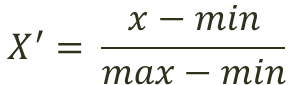 X′ = (x − min) / (max − min)